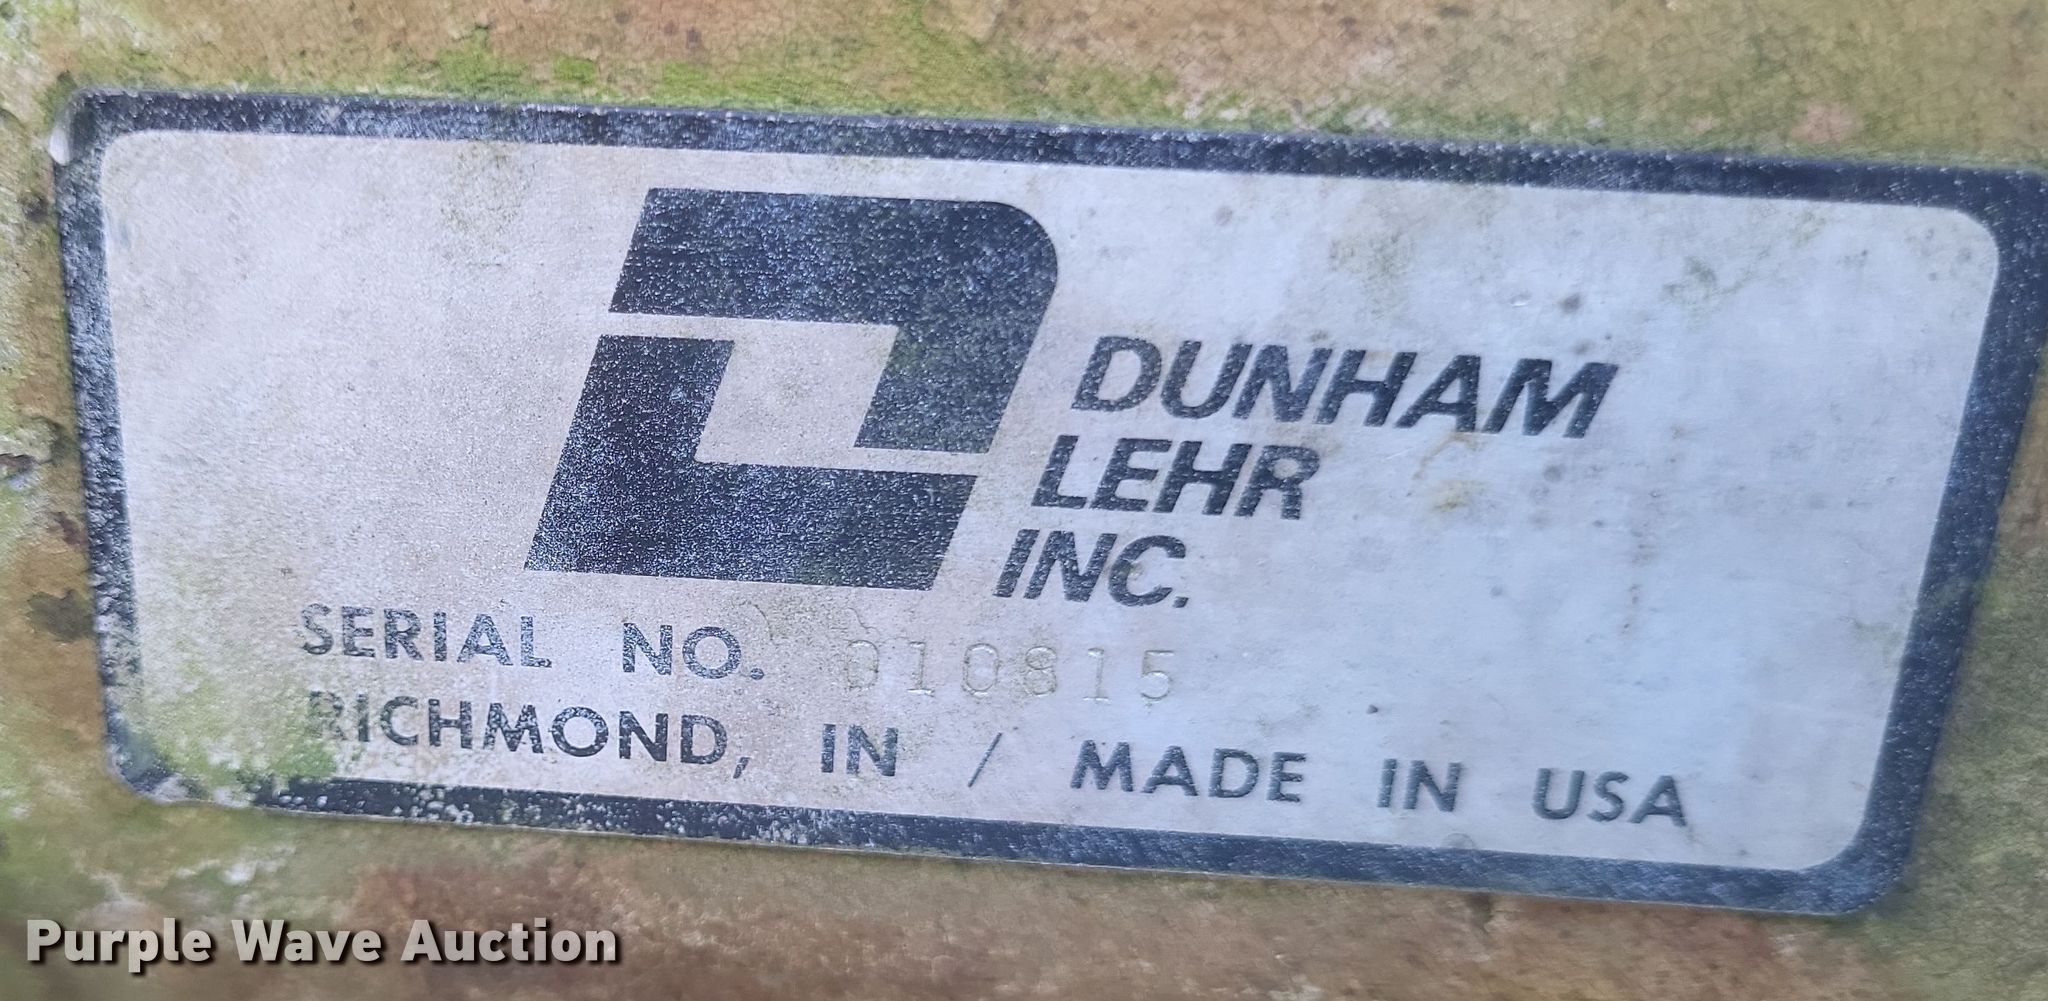 DUNHAM
LEHR
INC.
SERIAL NO. 010815
RICHMOND, IN / MADE IN USA
Purple Wave Auction